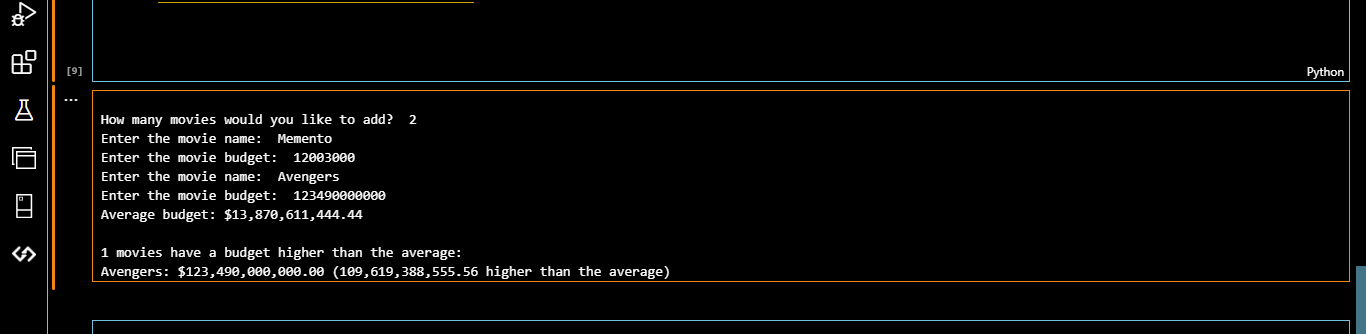 [9]
Python
...
How many movies would you like to add?  2
Enter the movie name:  Memento
Enter the movie budget:  12003000
Enter the movie name:  Avengers
Enter the movie budget:  123490000000
Average budget: $13,870,611,444.44
1 movies have a budget higher than the average:
Avengers: $123,490,000,000.00 (109,619,388,555.56 higher than the average)